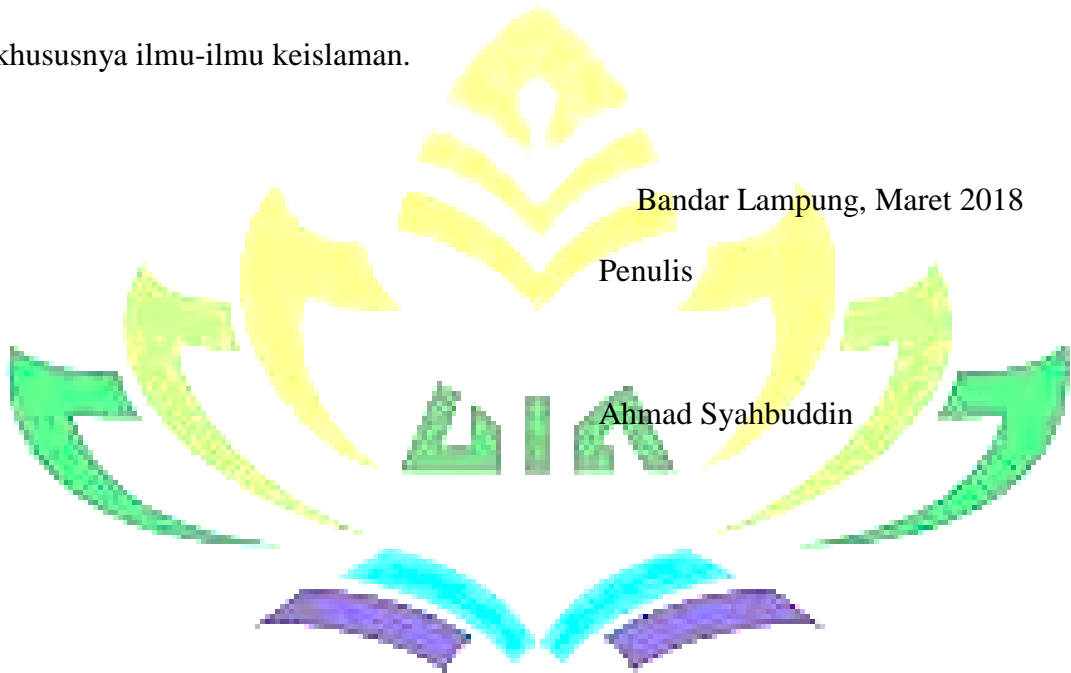 khususnya ilmu-ilmu keislaman.
Bandar Lampung, Maret 2018
Penulis
Ahmad Syahbuddin